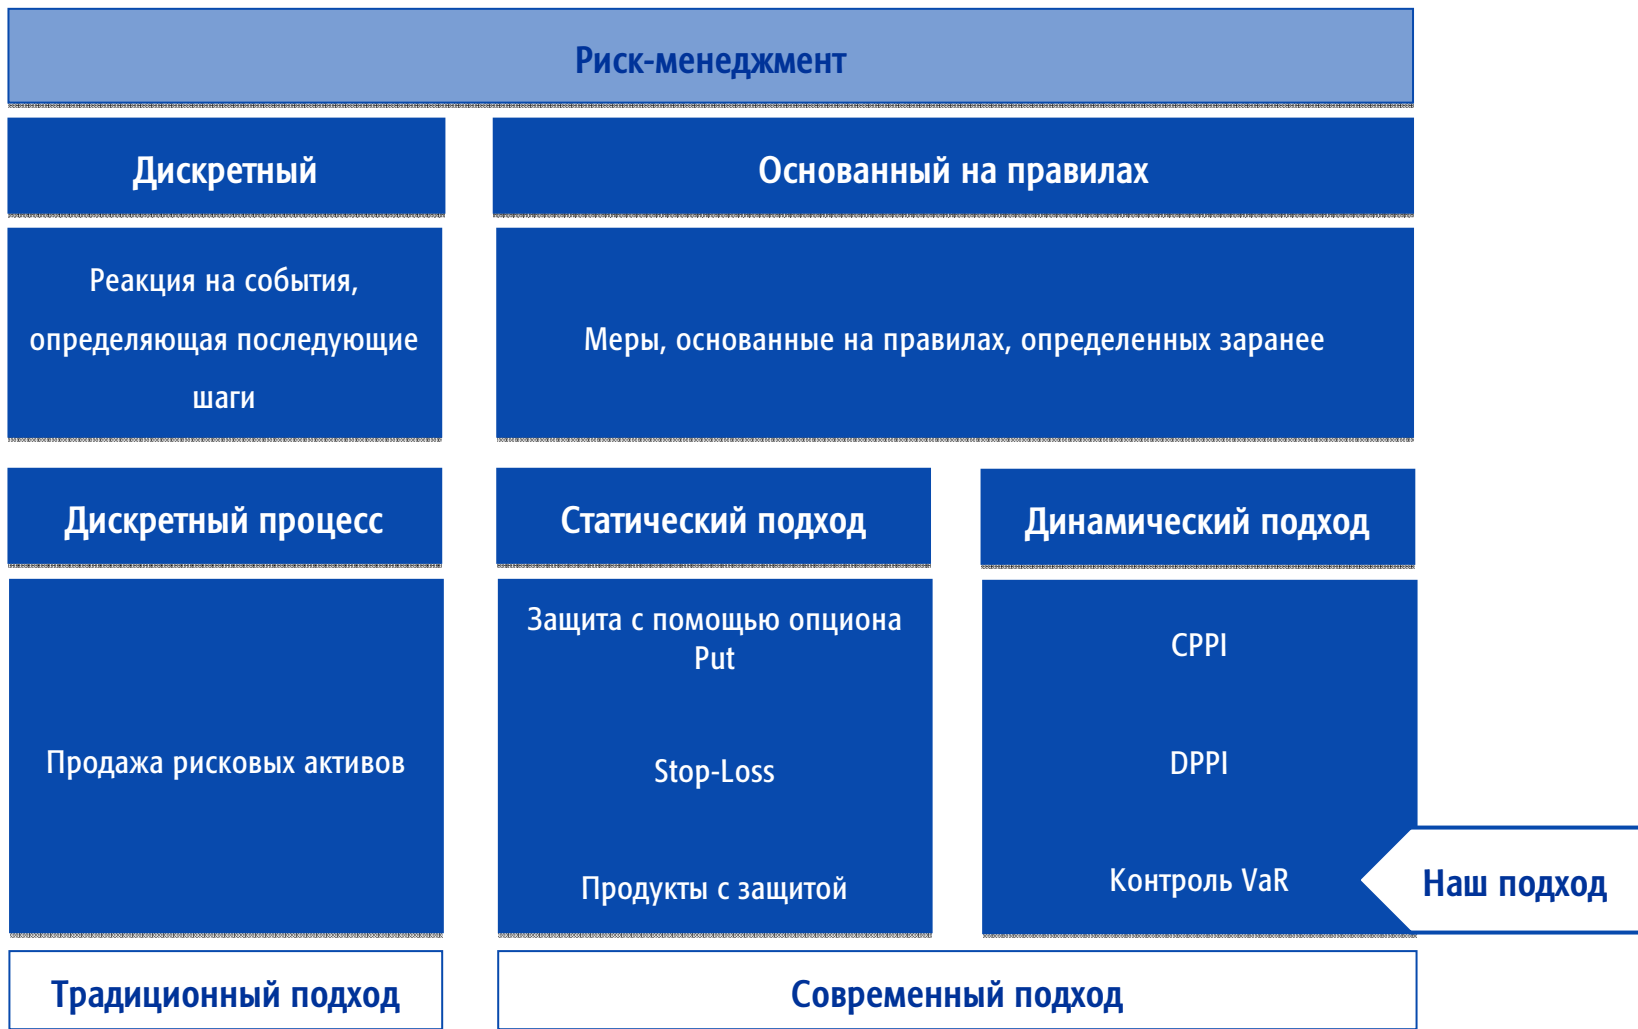 Риск-менеджмент
Дискретный
Основанный на правилах
Реакция на события,
определяющая последующие
шаги
Меры, основанные на правилах, определенных заранее
Дискретный процесс
Статический подход
Динамический подход
Продажа рисковых активов
Защита с помощью опциона
Put
Stop-Loss
Продукты с защитой
CPPI
DPPI
Контроль VaR
Наш подход
Традиционный подход
Современный подход